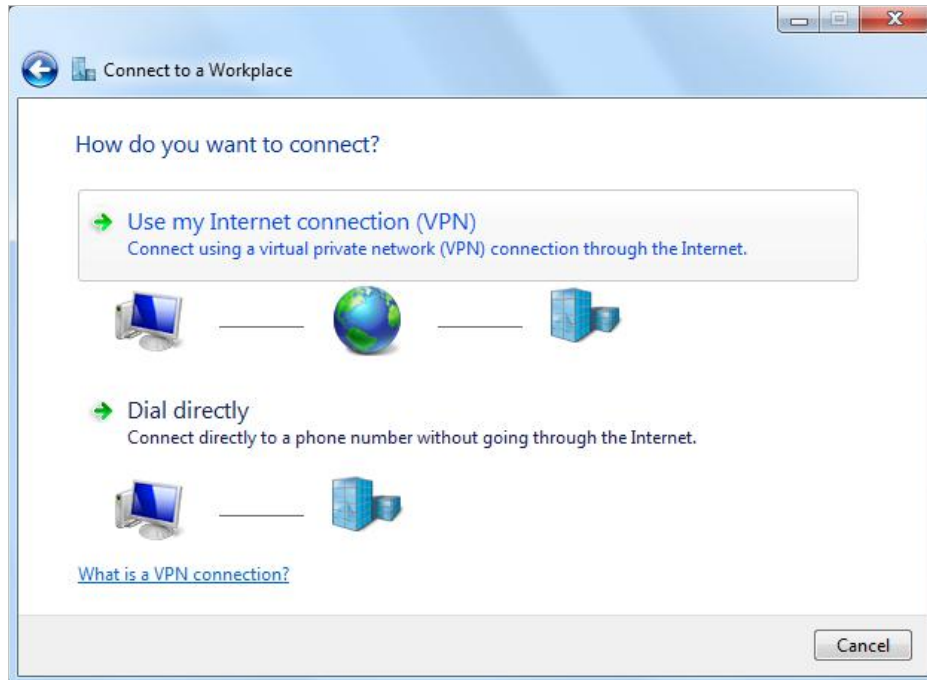 Connect to a Workplace
How do you want to connect?
Use my Internet connection (VPN)
Connect using a virtual private network (VPN) connection through the Internet.
Dial directly
Connect directly to a phone number without going through the Internet.
What is a VPN connection?
Cancel